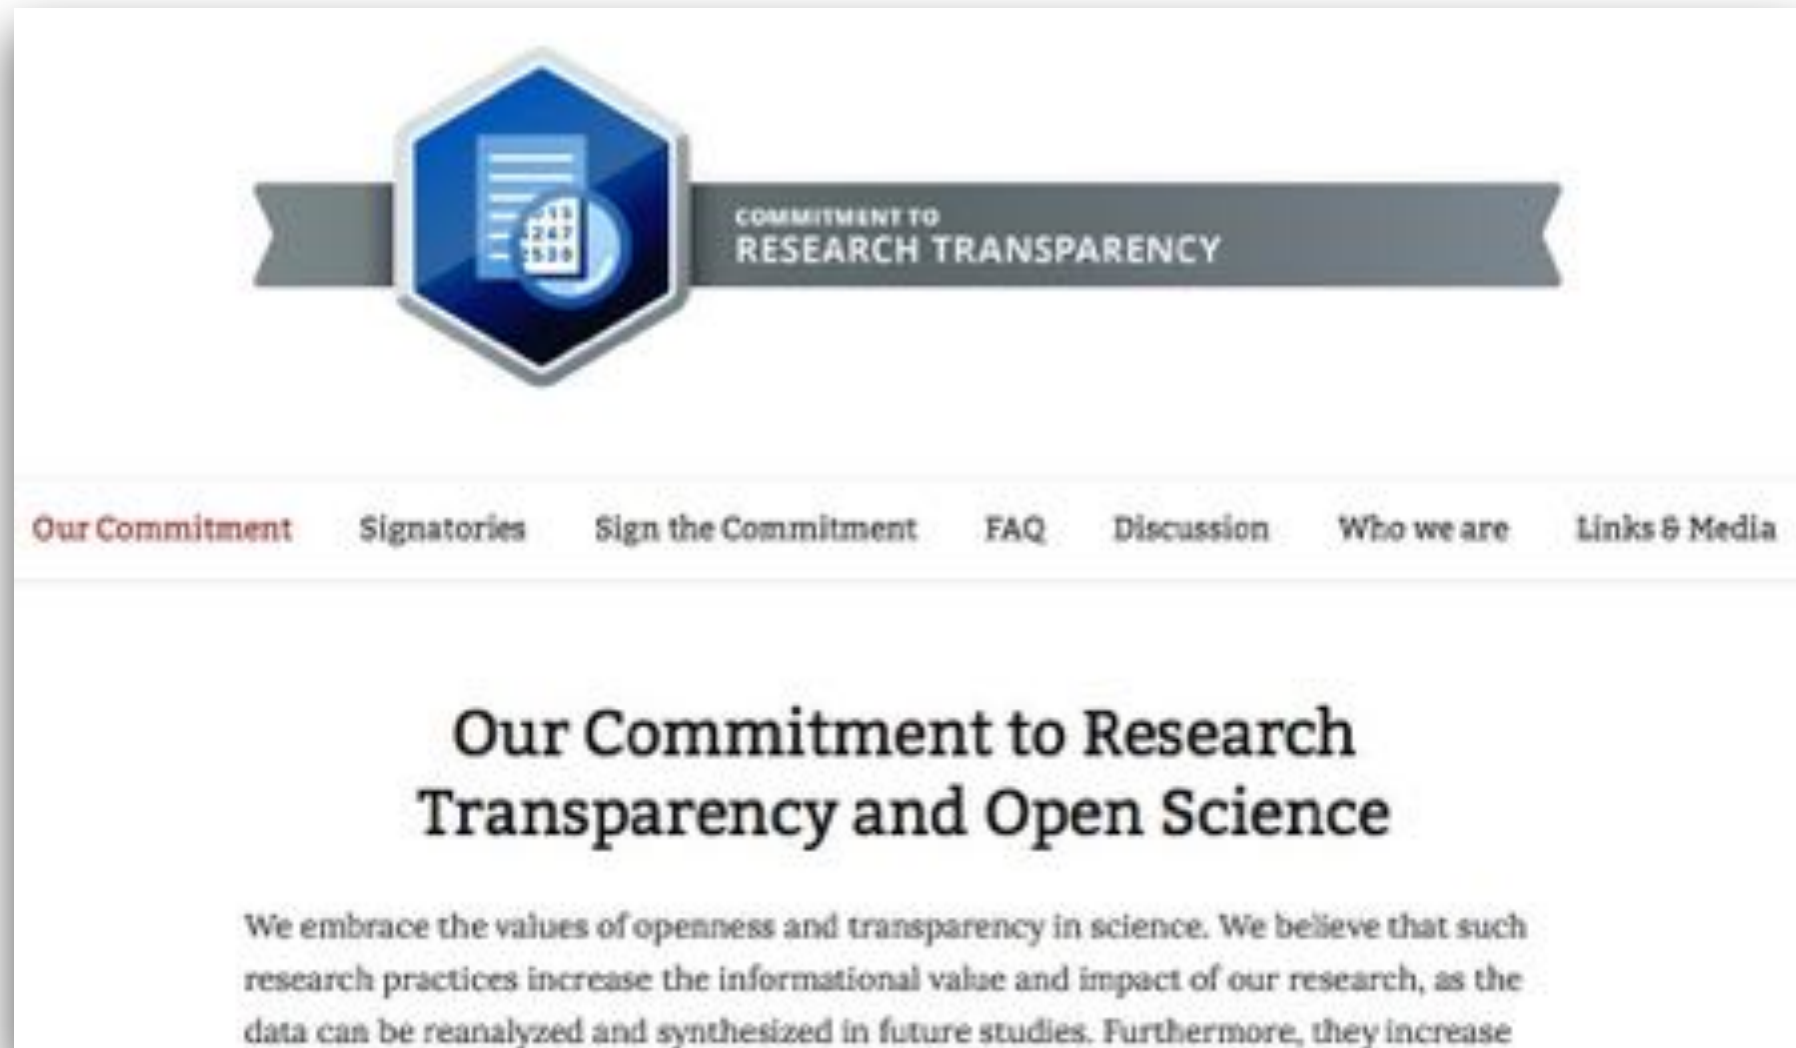 COMMITMENT TO
RESEARCH TRANSPARENCY
Our Commitment Signatories Sign the Commitment FAQ Discussion Who we are Links & Media
Our Commitment to Research
Transparency and Open Science
We embrace the values of openness and transparency in science. We believe that such
research practices increase the informational value and impact of our research, as the
data can be reanalyzed and synthesized in future studies. Furthermore, they increase